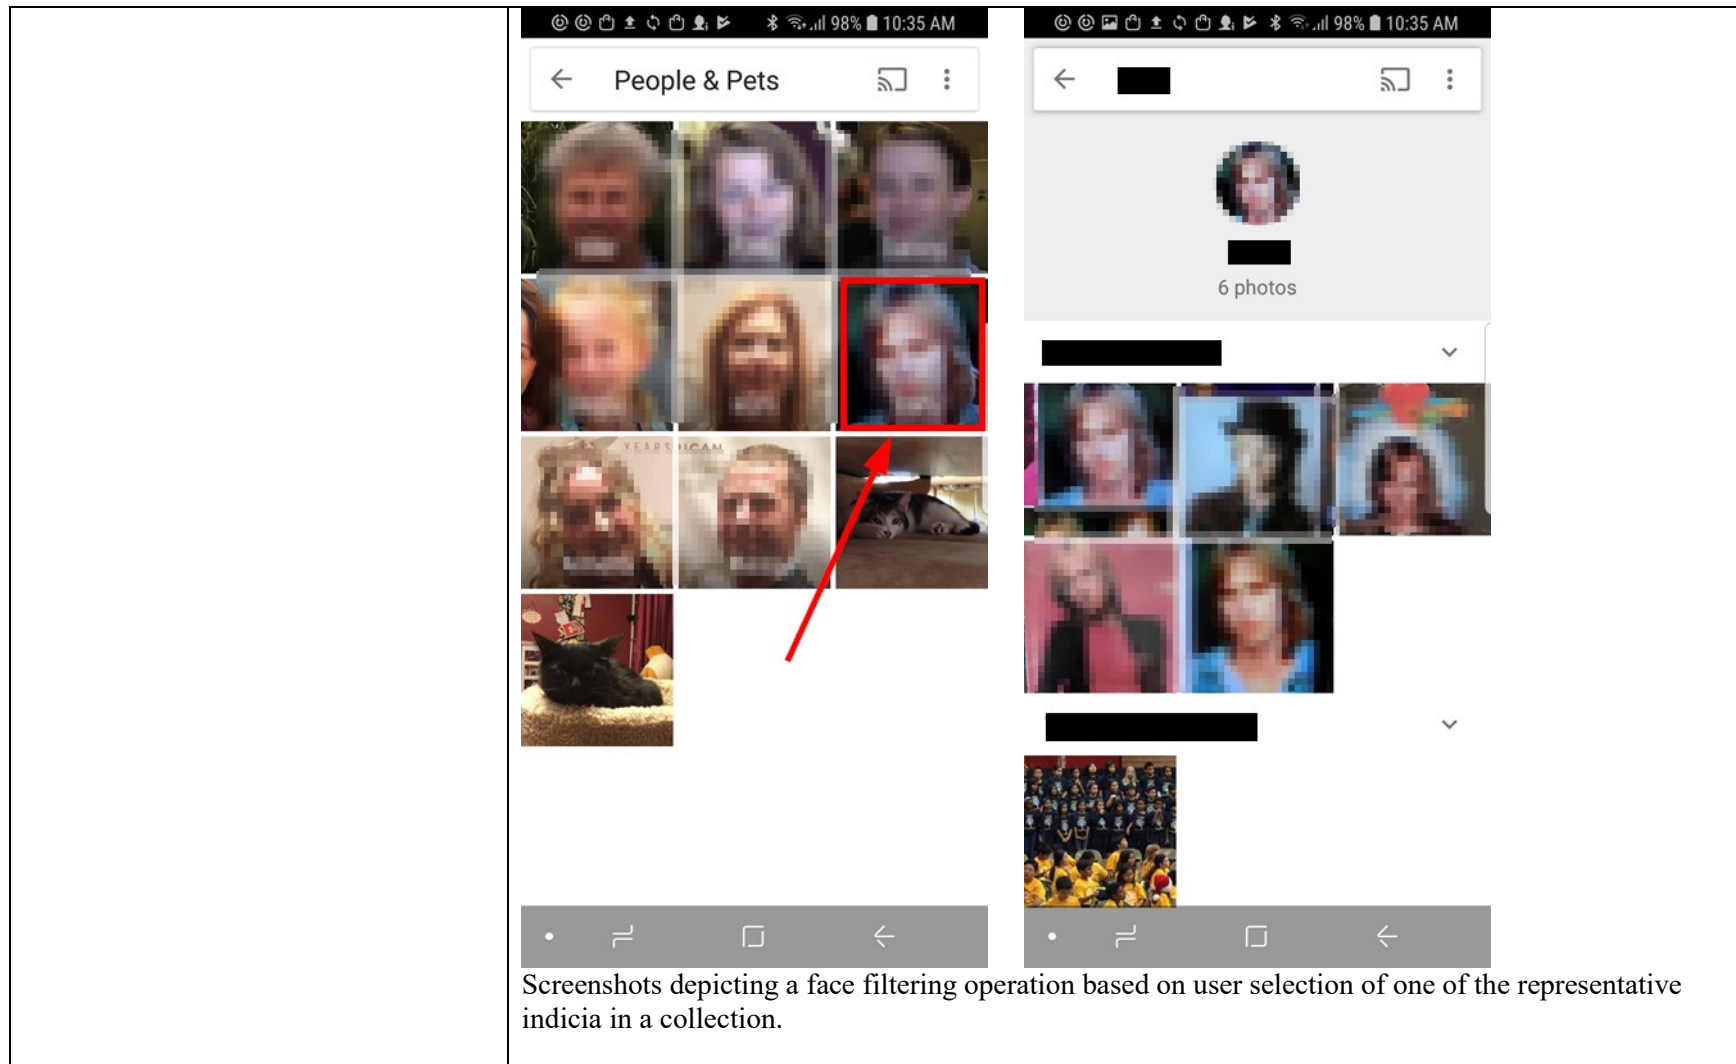 98% 10:35 AM
98% 10:35 AM
People & Pets
6 photos
YEARS
Screenshots depicting a face filtering operation based on user selection of one of the representative
indicia in a collection.